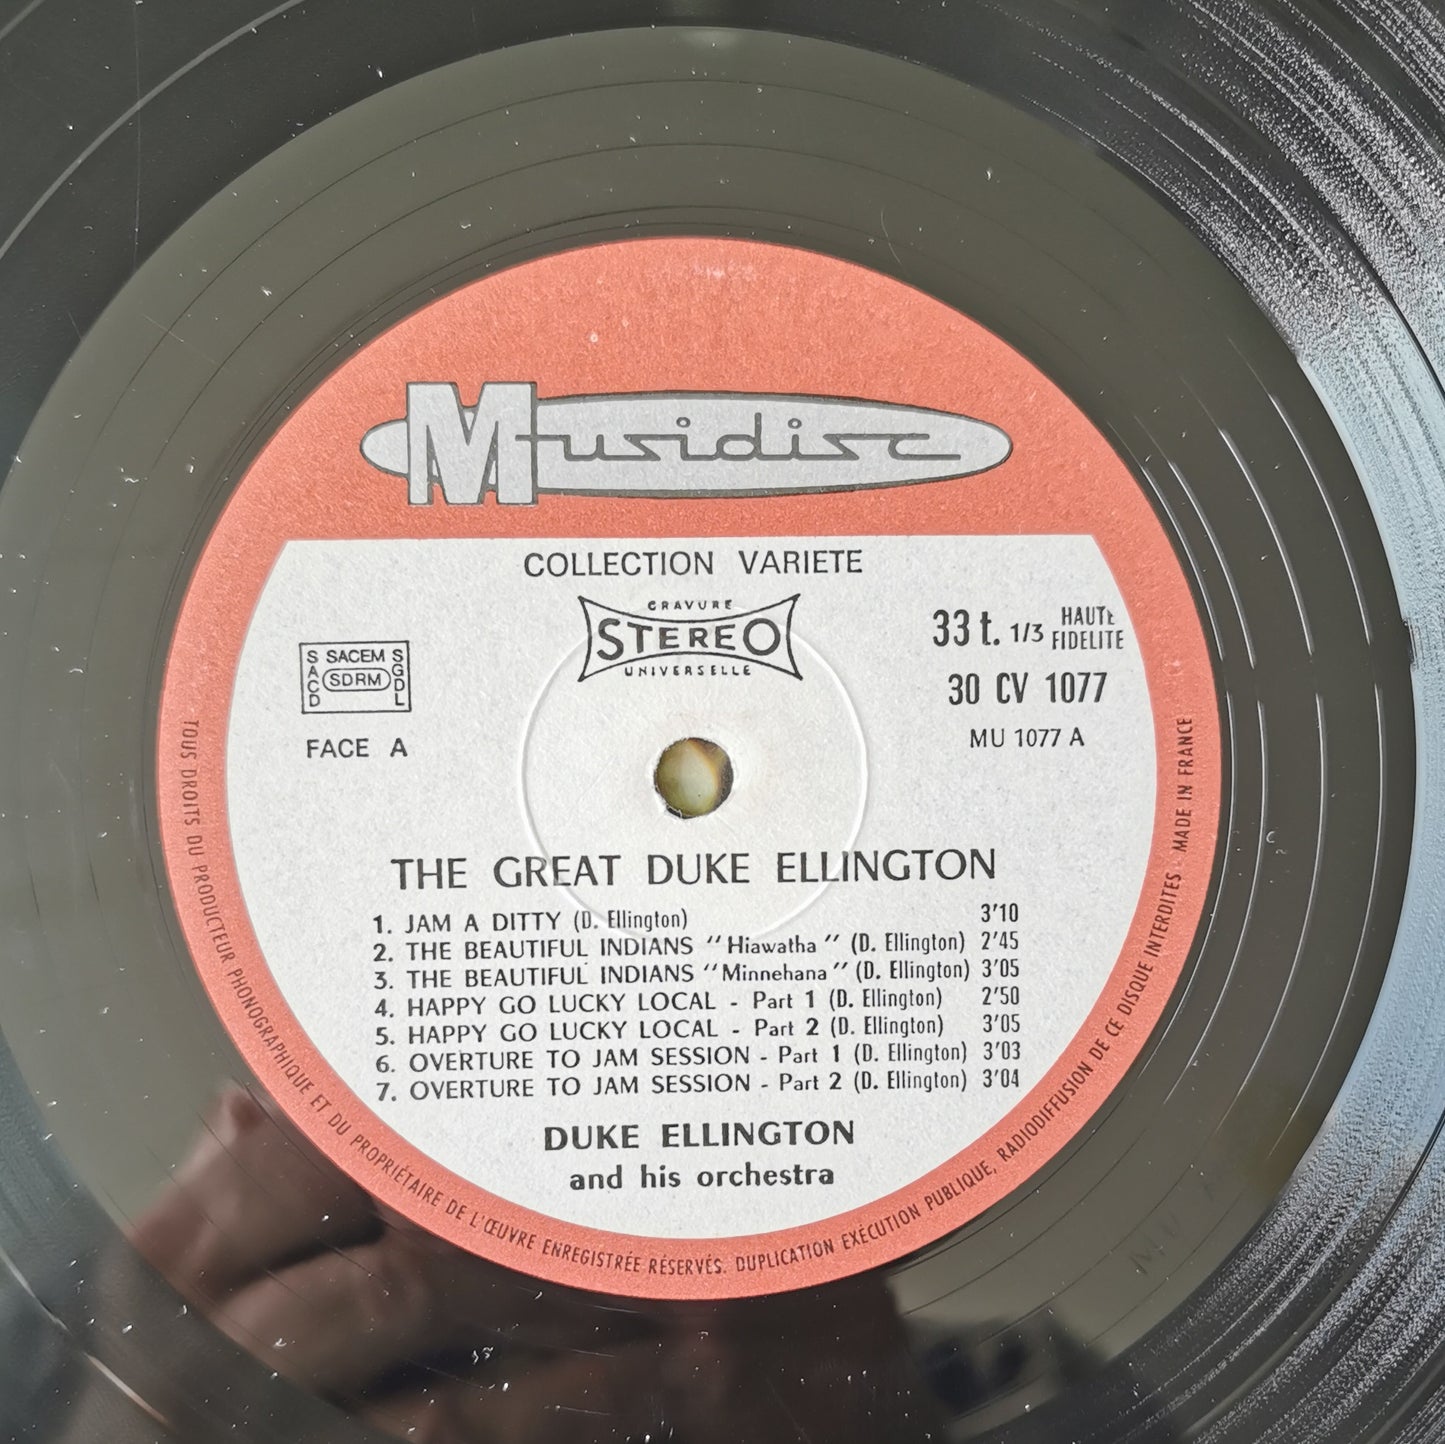 Musidisc
COLLECTION VARIETE
GRAVURE
STEREO
UNIVERSELLE
33 t. 1/3 HAUTE FIDELITE
30 CV 1077
MU 1077 A
SACD SACEM SGDL
SDRM
FACE A
THE GREAT DUKE ELLINGTON
1. JAM A DITTY (D. Ellington) 3'10
2. THE BEAUTIFUL INDIANS "Hiawatha" (D. Ellington) 2'45
3. THE BEAUTIFUL INDIANS "Minnehana" (D. Ellington) 3'05
4. HAPPY GO LUCKY LOCAL - Part 1 (D. Ellington) 2'50
5. HAPPY GO LUCKY LOCAL - Part 2 (D. Ellington) 3'05
6. OVERTURE TO JAM SESSION - Part 1 (D. Ellington) 3'03
7. OVERTURE TO JAM SESSION - Part 2 (D. Ellington) 3'04
DUKE ELLINGTON
and his orchestra
TOUS DROITS DU PRODUCTEUR PHONOGRAPHIQUE ET DU PROPRIÉTAIRE DE L'ŒUVRE ENREGISTRÉE RÉSERVÉS. DUPLICATION EXÉCUTION PUBLIQUE, RADIODIFFUSION DE CE DISQUE INTERDITES - MADE IN FRANCE